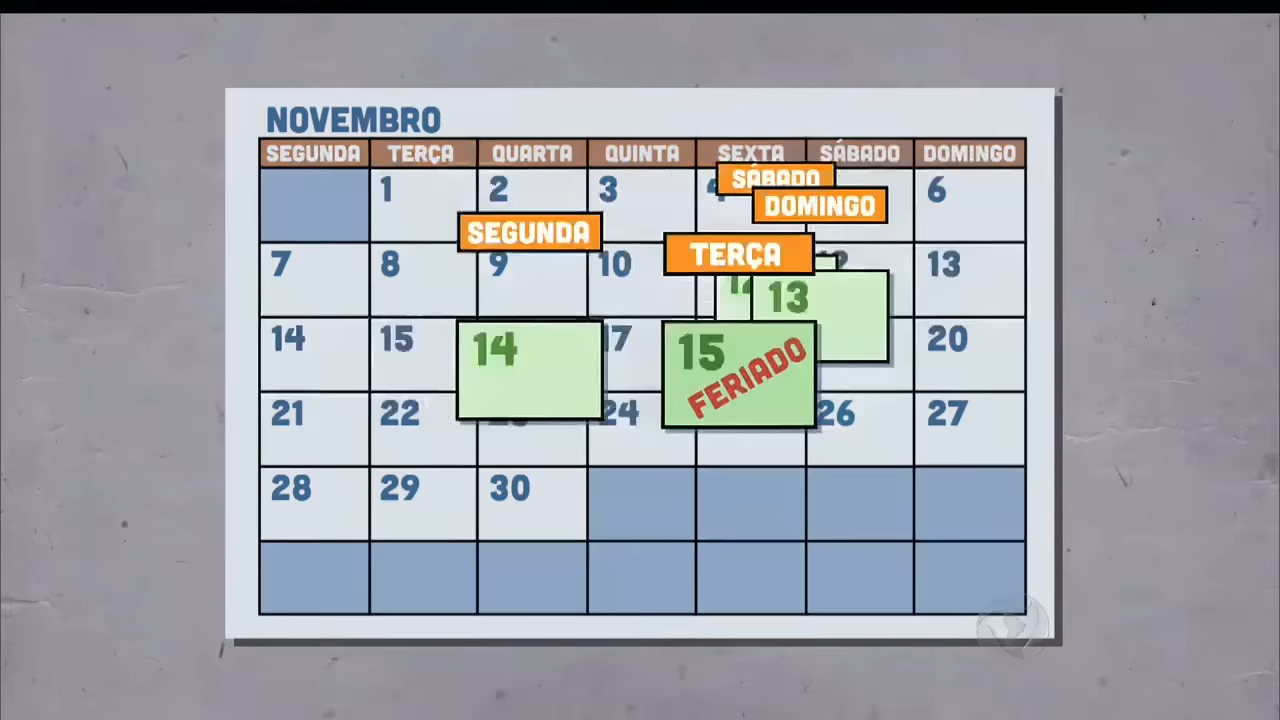 NOVEMBRO
SEGUNDA TERÇA QUARTA QUINTA SEXTA SÁBADO DOMINGO
1 2 3 4 6
SÁBADO
DOMINGO
SEGUNDA
TERÇA
7 8 9 10 13
13
14 15 17 20
14
15
FERIADO
21 22 24 26 27
28 29 30